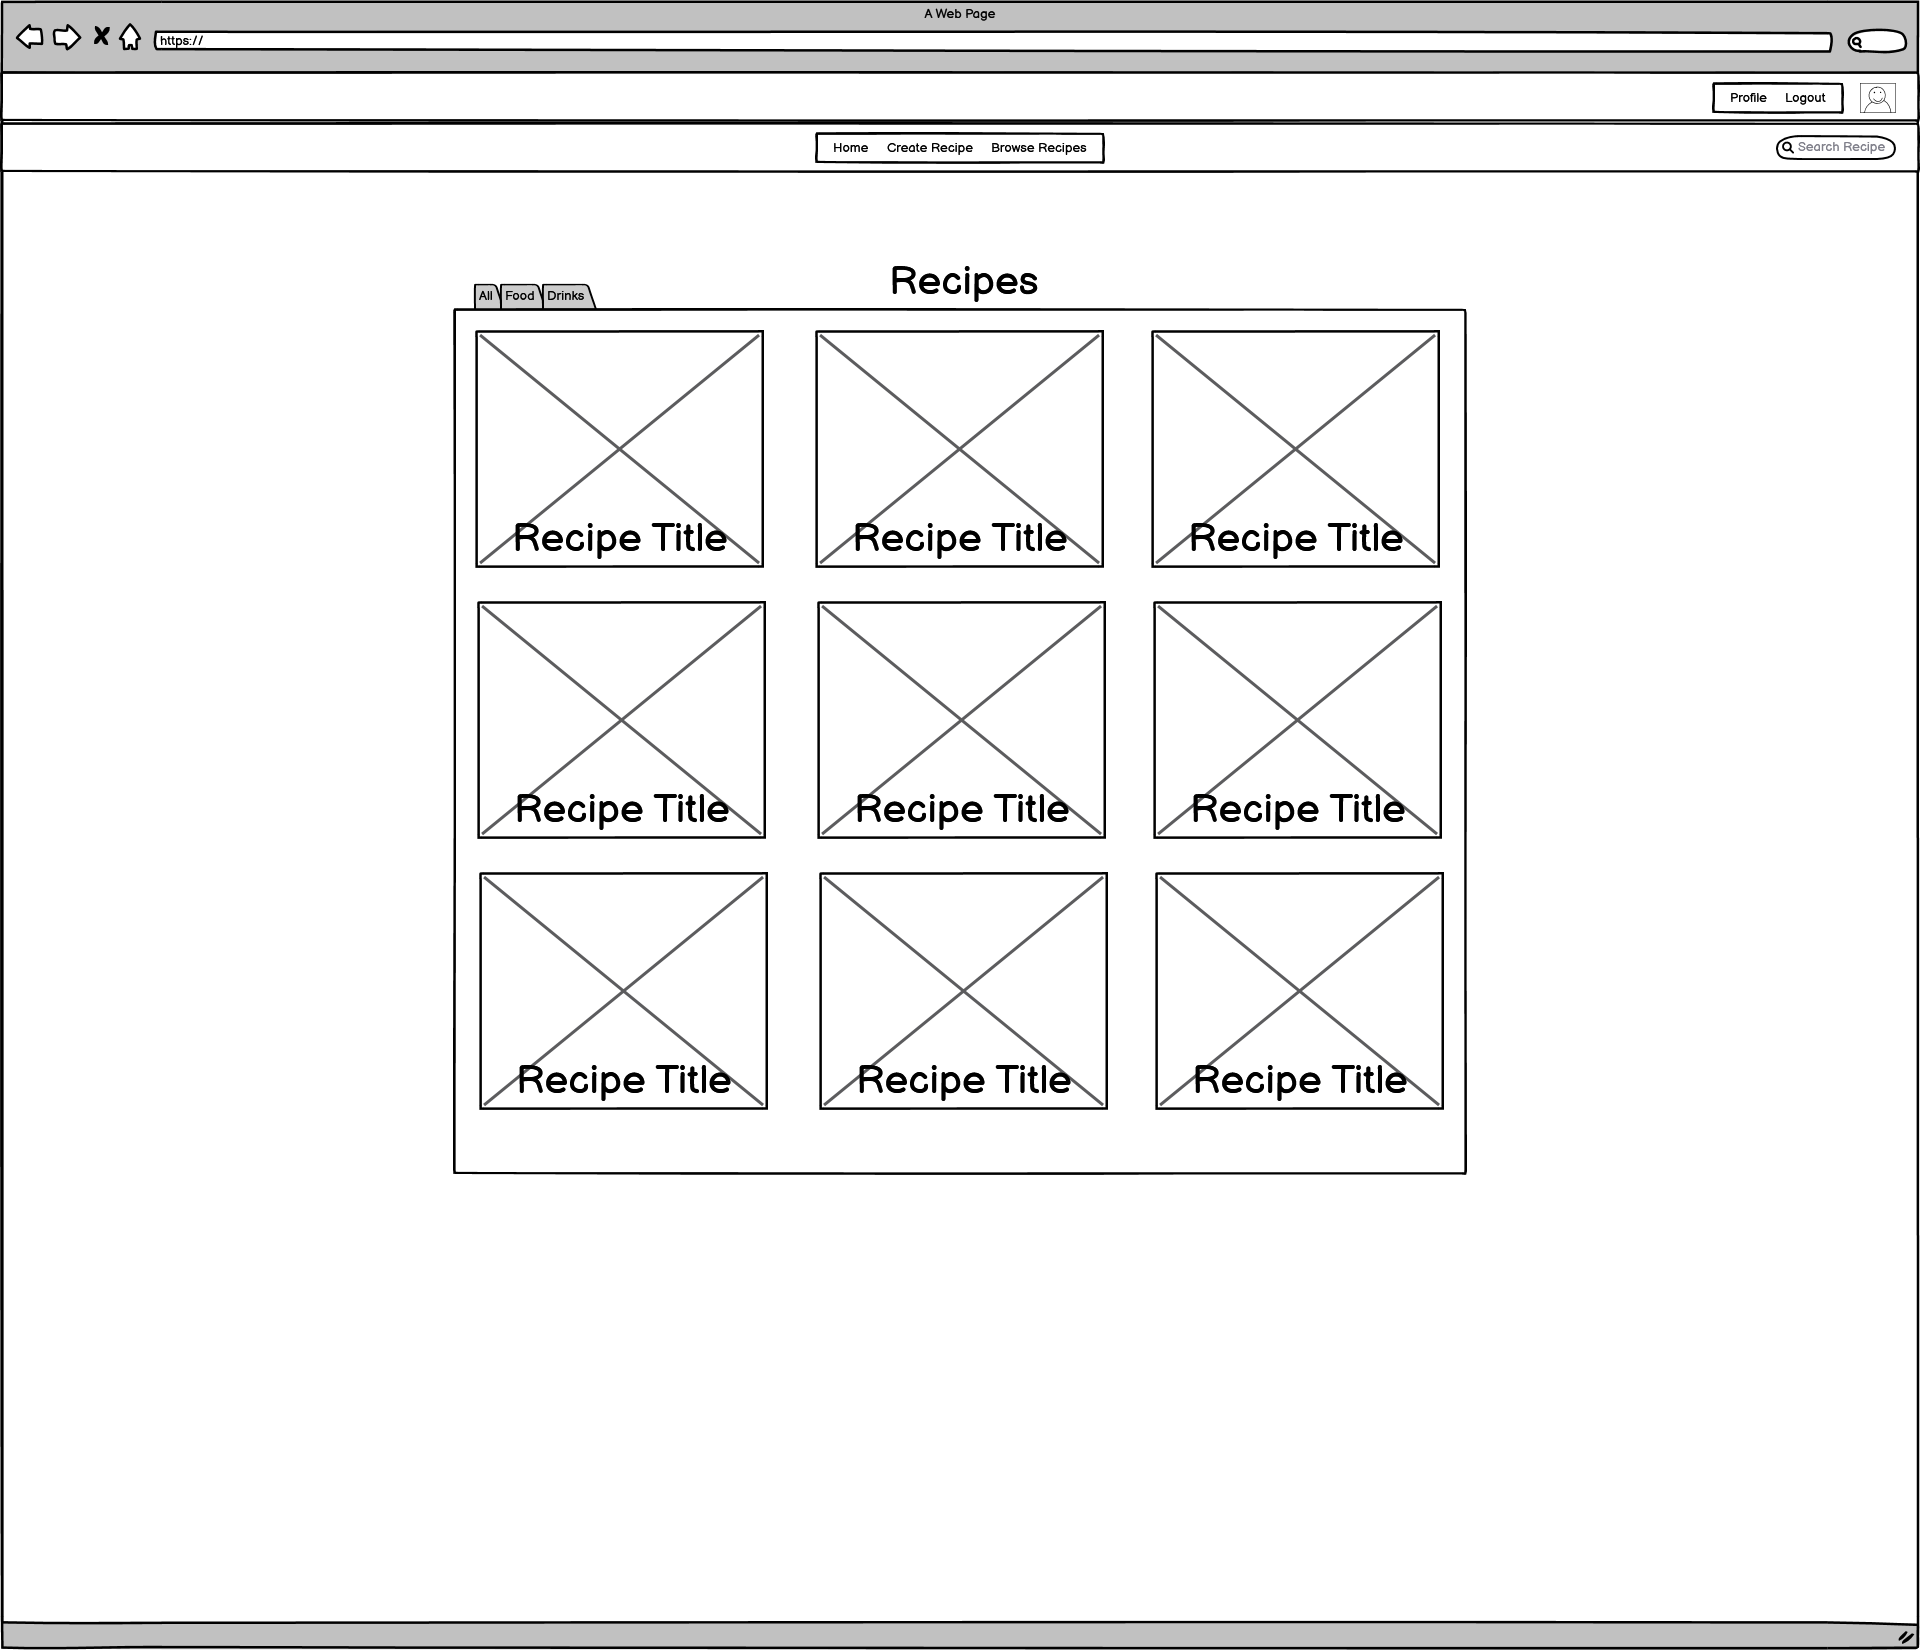 A Web Page
https://
Profile Logout
Home Create Recipe Browse Recipes
Search Recipe
Recipes
All Food Drinks
Recipe Title Recipe Title Recipe Title
Recipe Title Recipe Title Recipe Title
Recipe Title Recipe Title Recipe Title